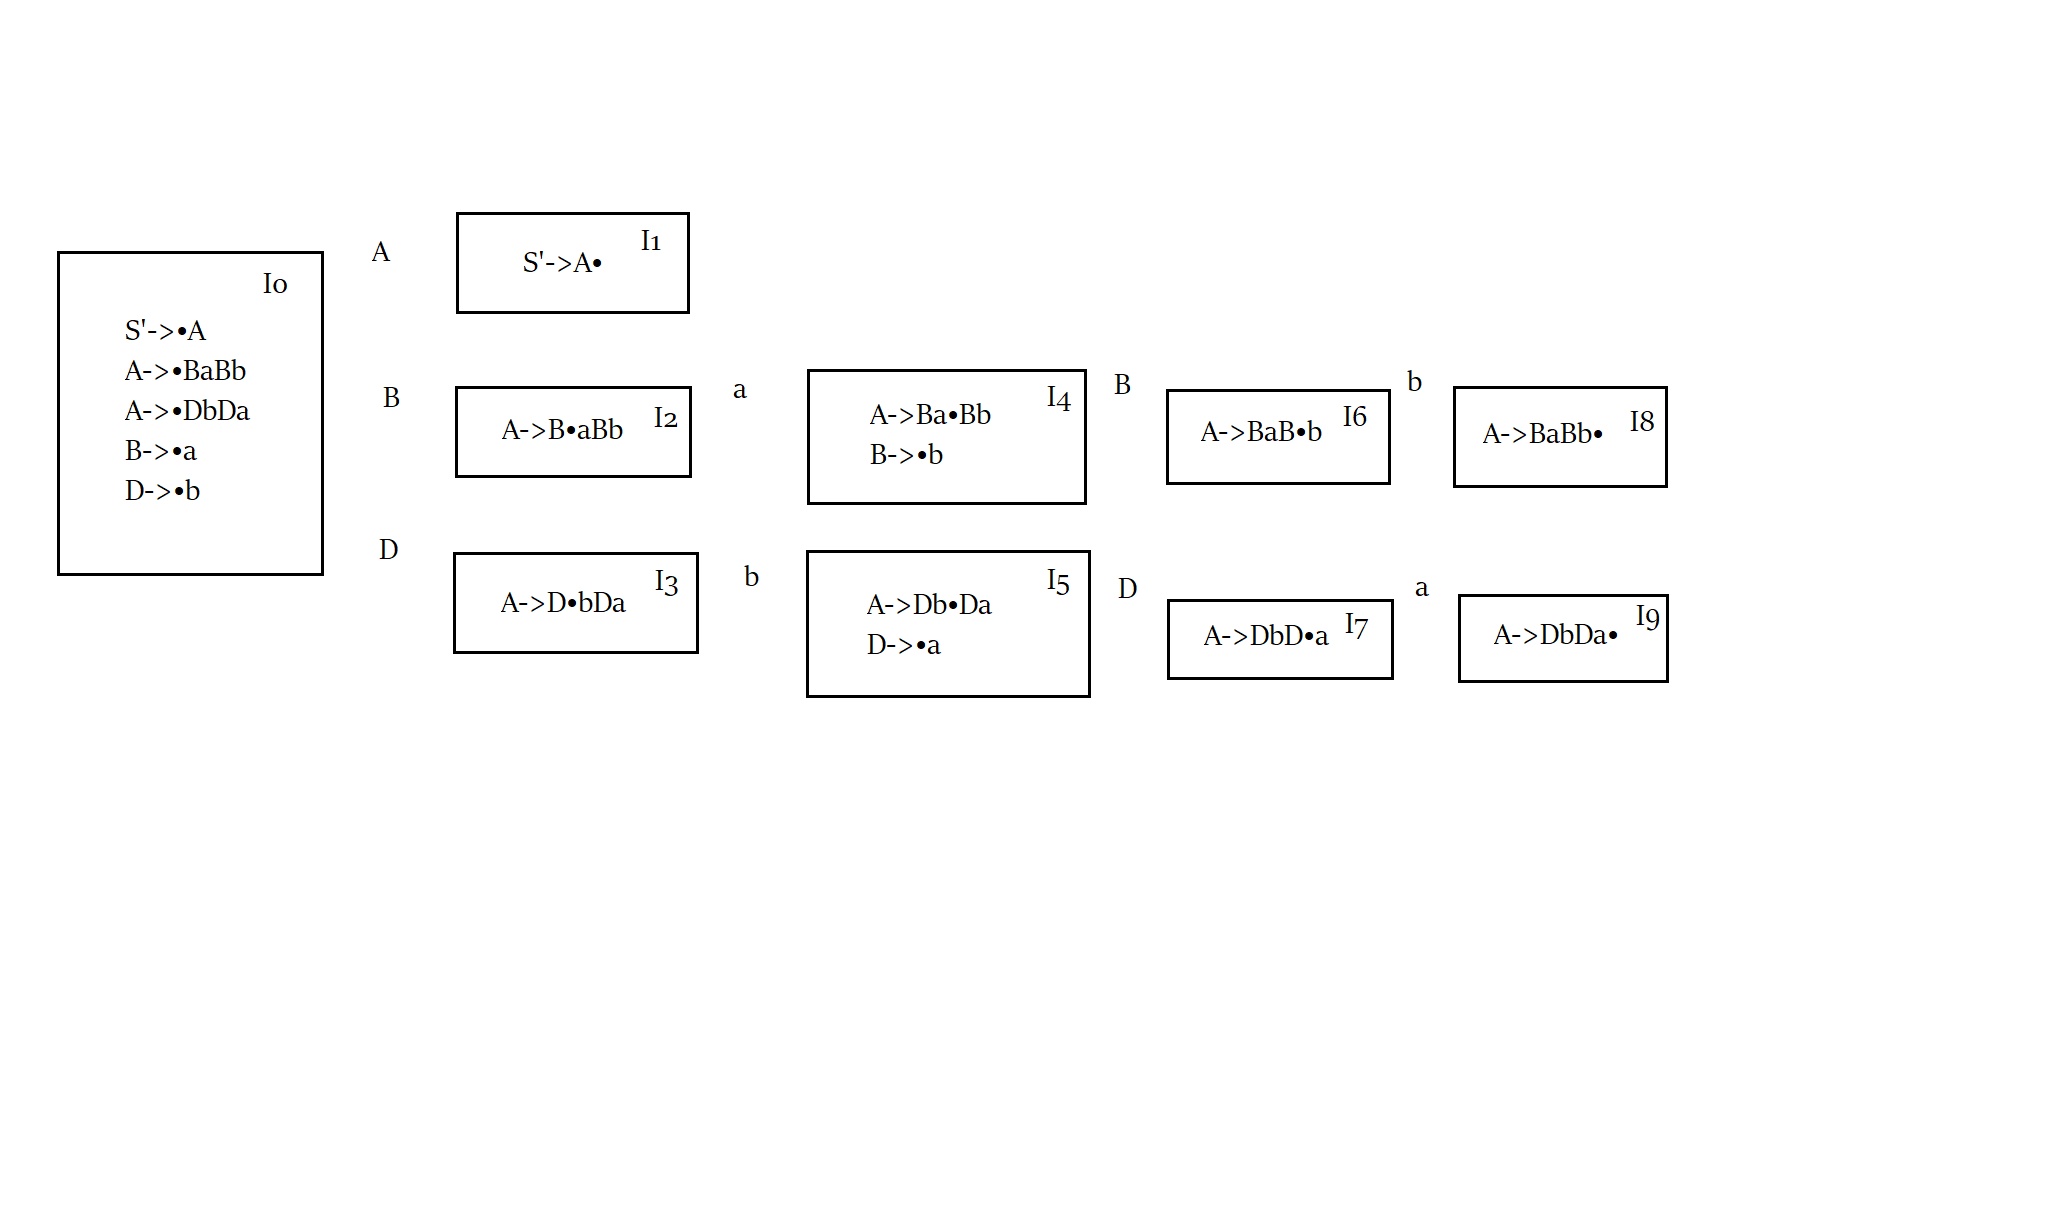 I0
S'->•A
A->•BaBb
A->•DbDa
B->•a
D->•b
A
I1
S'->A•
B
A->B•aBb I2
a
I4
A->Ba•Bb
B->•b
B
A->BaB•b I6
b
A->BaBb• I8
D
I3
A->D•bDa
b
I5
A->Db•Da
D->•a
D
A->DbD•a I7
a
A->DbDa• I9